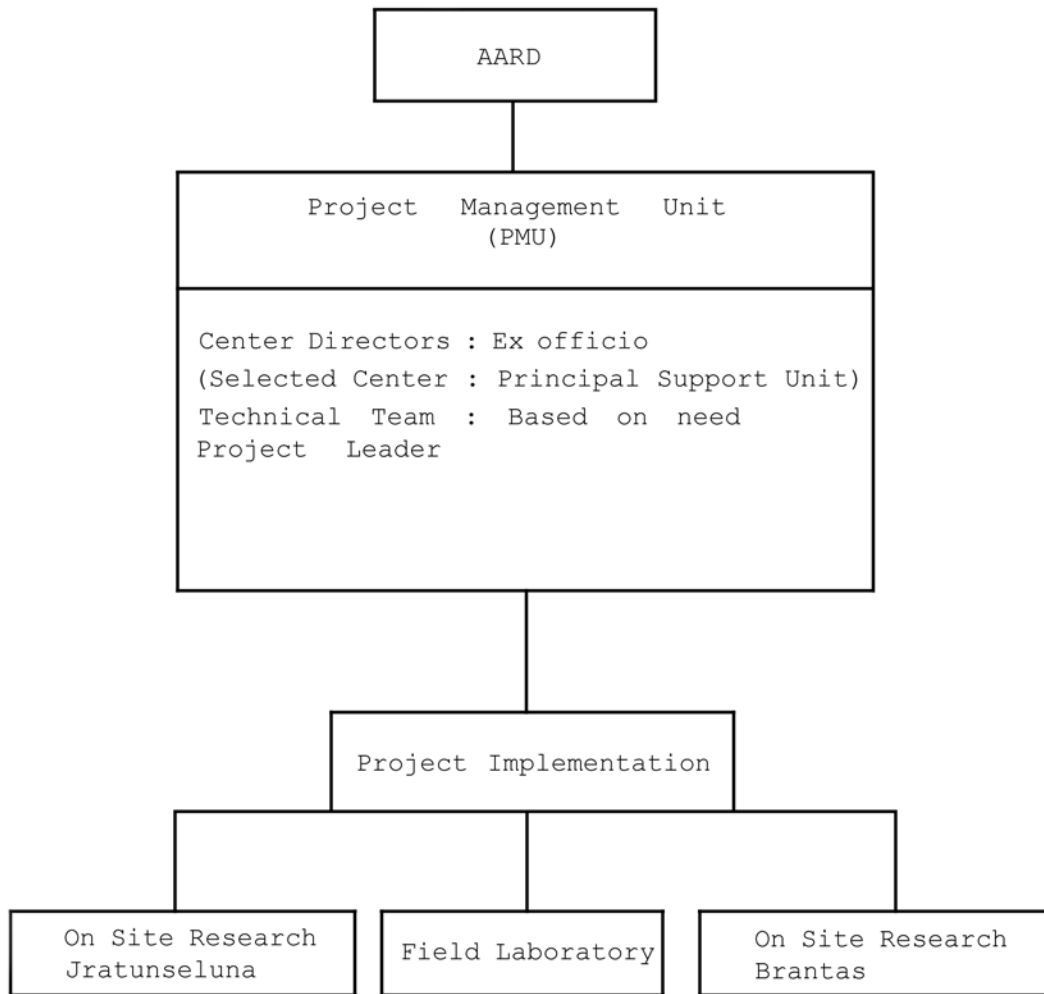 AARD
Project Management Unit
(PMU)
Center Directors : Ex officio
(Selected Center : Principal Support Unit)
Technical Team : Based on need
Project Leader
Project Implementation
On Site Research
Jratunseluna
Field Laboratory
On Site Research
Brantas